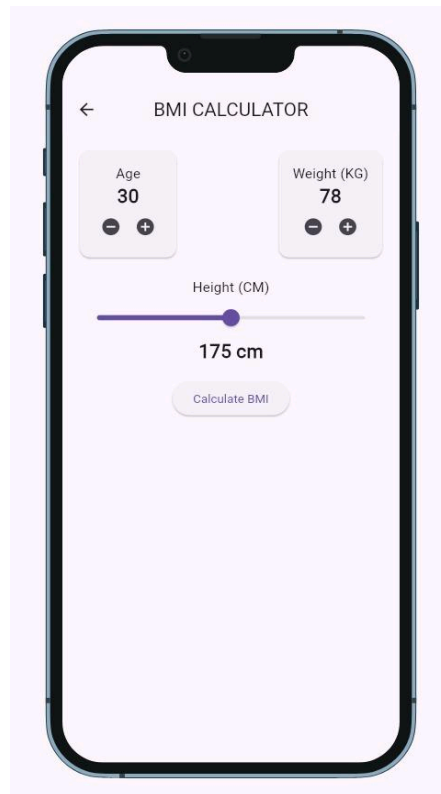 BMI CALCULATOR
Age
30
Weight (KG)
78
Height (CM)
175 cm
Calculate BMI